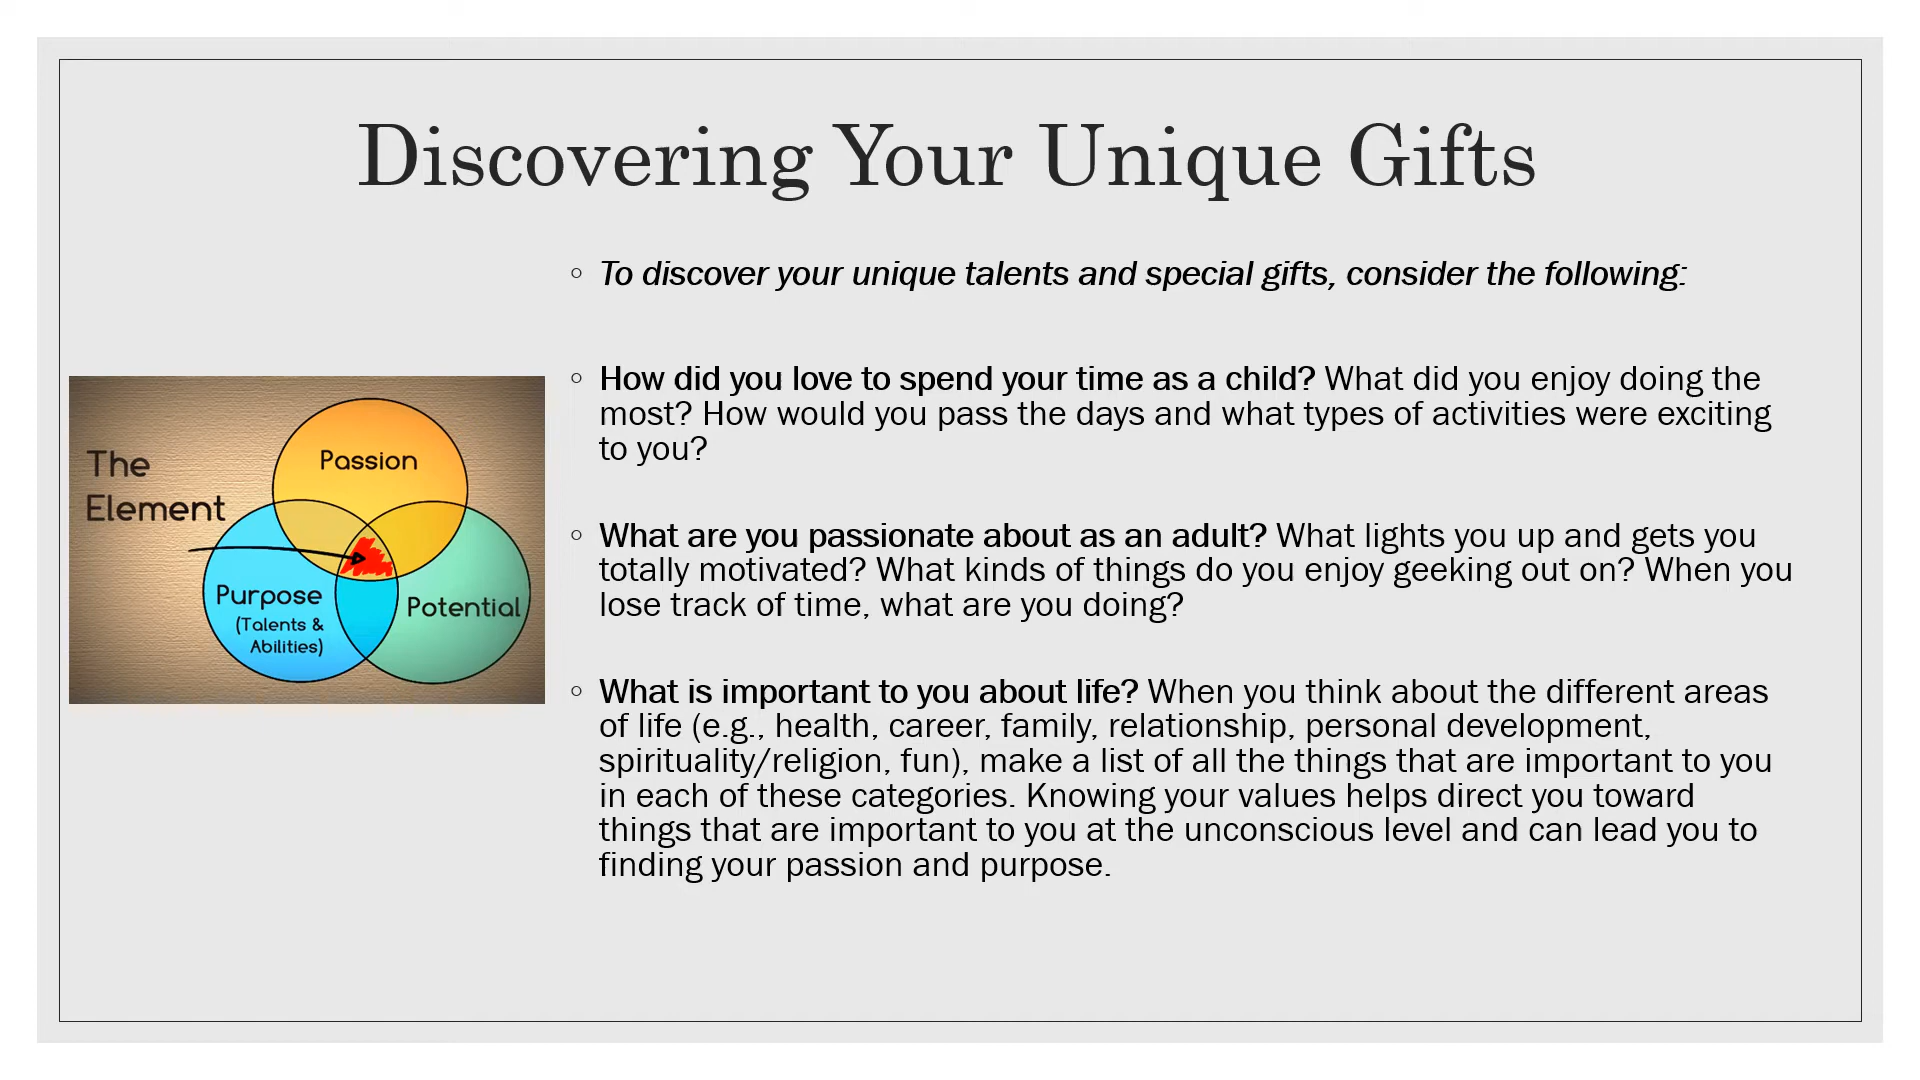 Discovering Your Unique Gifts
The
Element
Passion
Purpose
(Talents &
Abilities)
Potential
◦ To discover your unique talents and special gifts, consider the following:
◦ How did you love to spend your time as a child? What did you enjoy doing the
most? How would you pass the days and what types of activities were exciting
to you?
◦ What are you passionate about as an adult? What lights you up and gets you
totally motivated? What kinds of things do you enjoy geeking out on? When you
lose track of time, what are you doing?
◦ What is important to you about life? When you think about the different areas
of life (e.g., health, career, family, relationship, personal development,
spirituality/religion, fun), make a list of all the things that are important to you
in each of these categories. Knowing your values helps direct you toward
things that are important to you at the unconscious level and can lead you to
finding your passion and purpose.